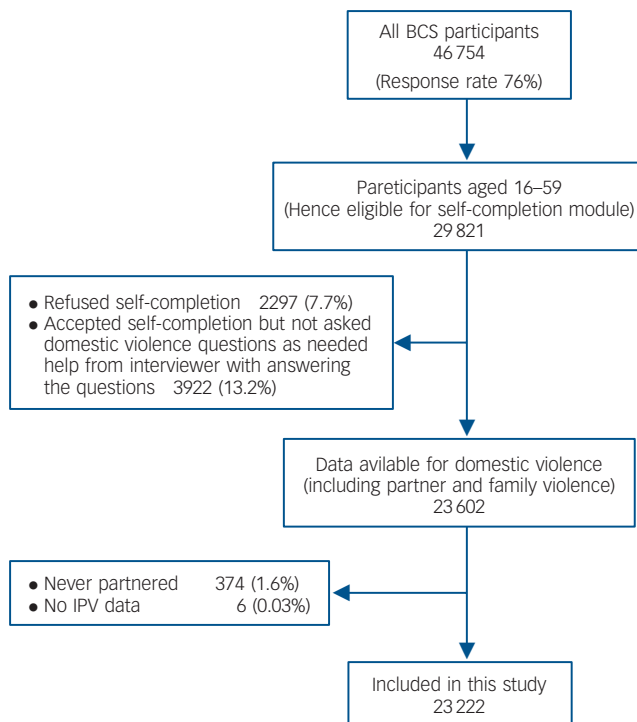 All BCS participants
46 754
(Response rate 76%)
Pareticipants aged 16–59
(Hence eligible for self-completion module)
29 821
• Refused self-completion 2297 (7.7%)
• Accepted self-completion but not asked
domestic violence questions as needed
help from interviewer with answering
the questions 3922 (13.2%)
Data avilable for domestic violence
(including partner and family violence)
23 602
• Never partnered 374 (1.6%)
• No IPV data 6 (0.03%)
Included in this study
23 222